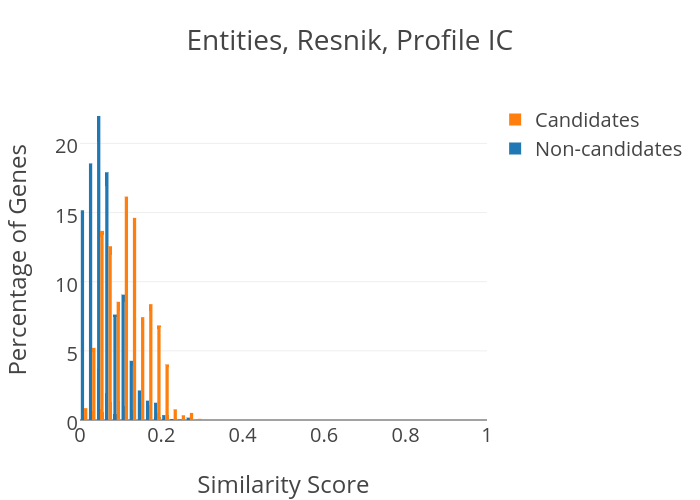 Entities, Resnik, Profile IC
Candidates
Non-candidates
Percentage of Genes
20
15
10
5
0
0 0.2 0.4 0.6 0.8 1
Similarity Score